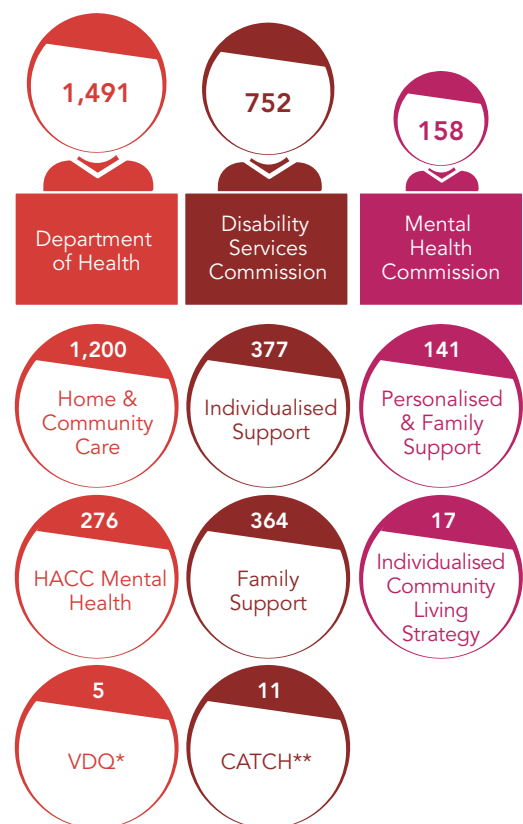 1,491
752
158
Department
of Health
Disability
Services
Commission
Mental
Health
Commission
1,200
Home &
Community
Care
377
Individualised
Support
141
Personalised
& Family
Support
276
HACC Mental
Health
364
Family
Support
17
Individualised
Community
Living
Strategy
5
VDQ*
11
CATCH**